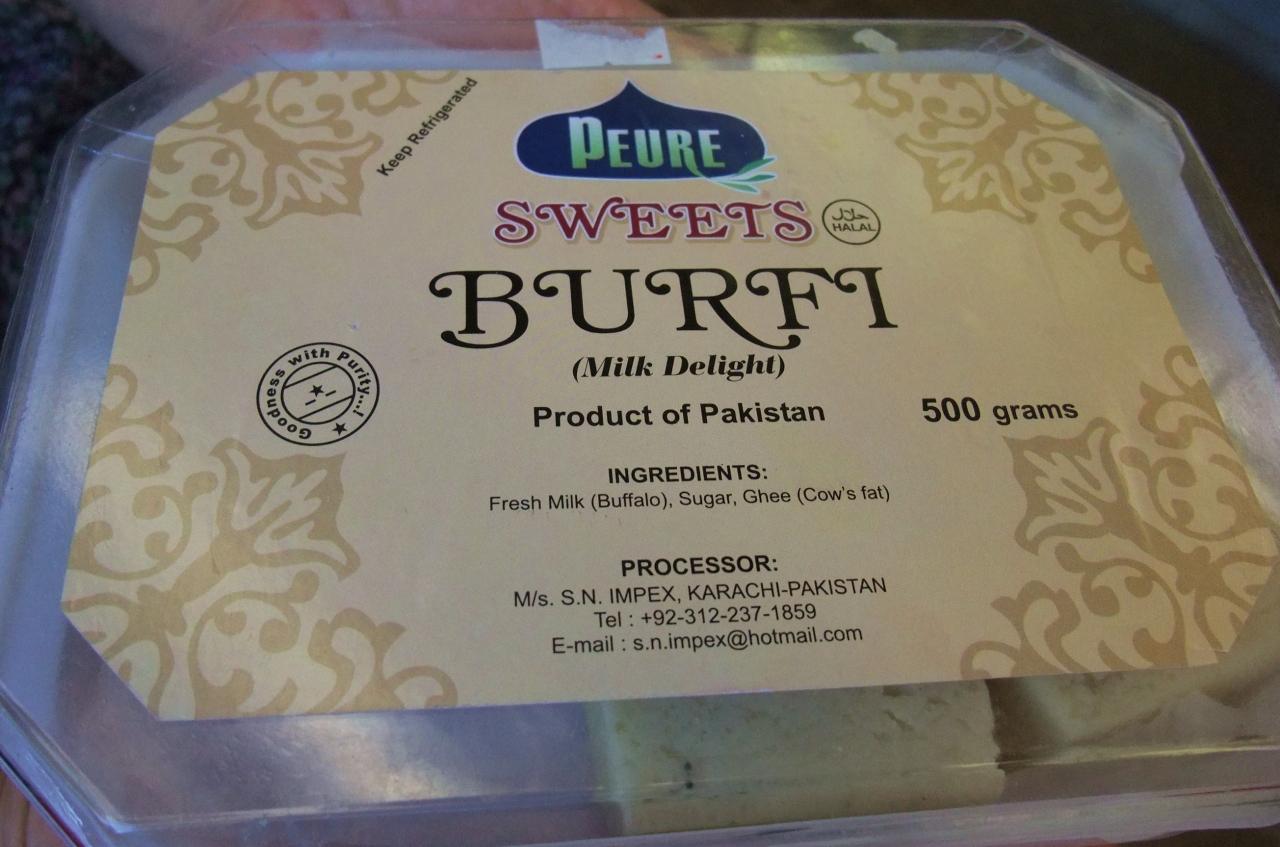 Keep Refrigerated
PEURE
SWEETS
حلال
HALAL
BURFI
(Milk Delight)
Goodness with Purity...!
Product of Pakistan
500 grams
INGREDIENTS:
Fresh Milk (Buffalo), Sugar, Ghee (Cow's fat)
PROCESSOR:
M/s. S.N. IMPEX, KARACHI-PAKISTAN
Tel : +92-312-237-1859
E-mail : s.n.impex@hotmail.com